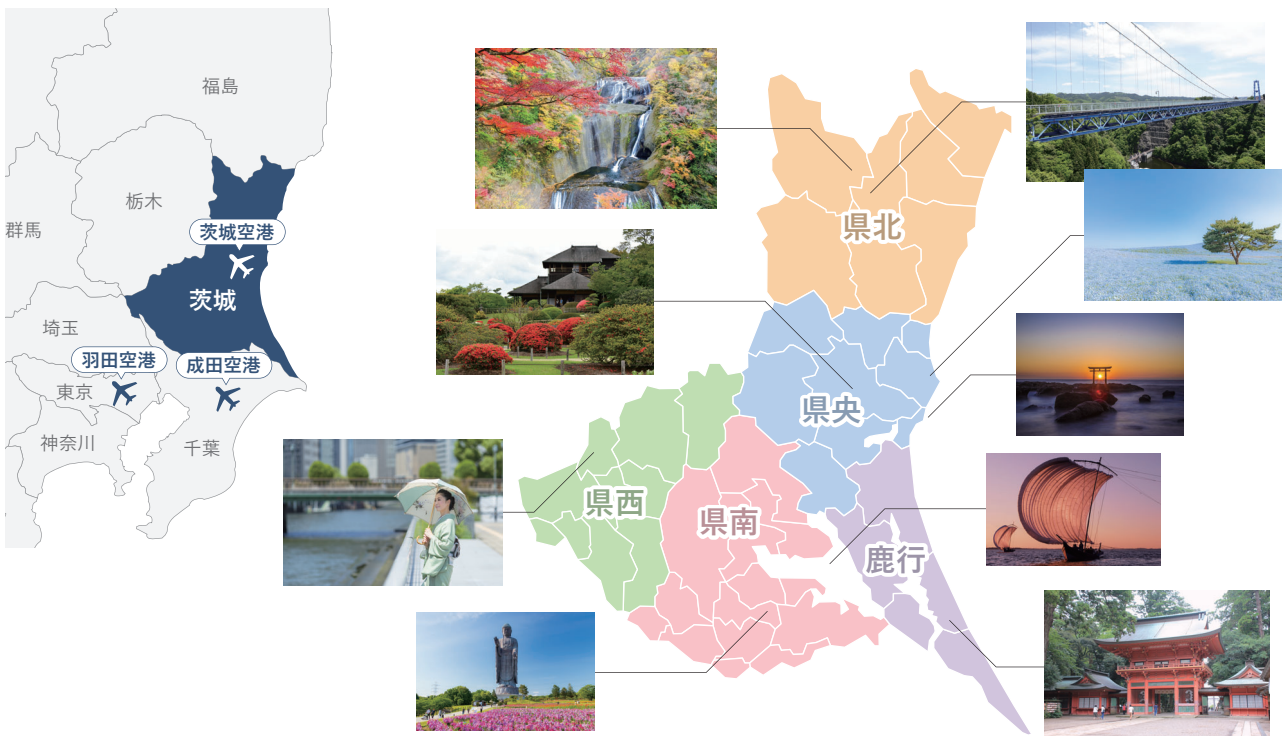 福島
栃木
群馬
茨城空港
茨城
埼玉
羽田空港
成田空港
東京
神奈川
千葉
県北
県央
県西
県南
鹿行